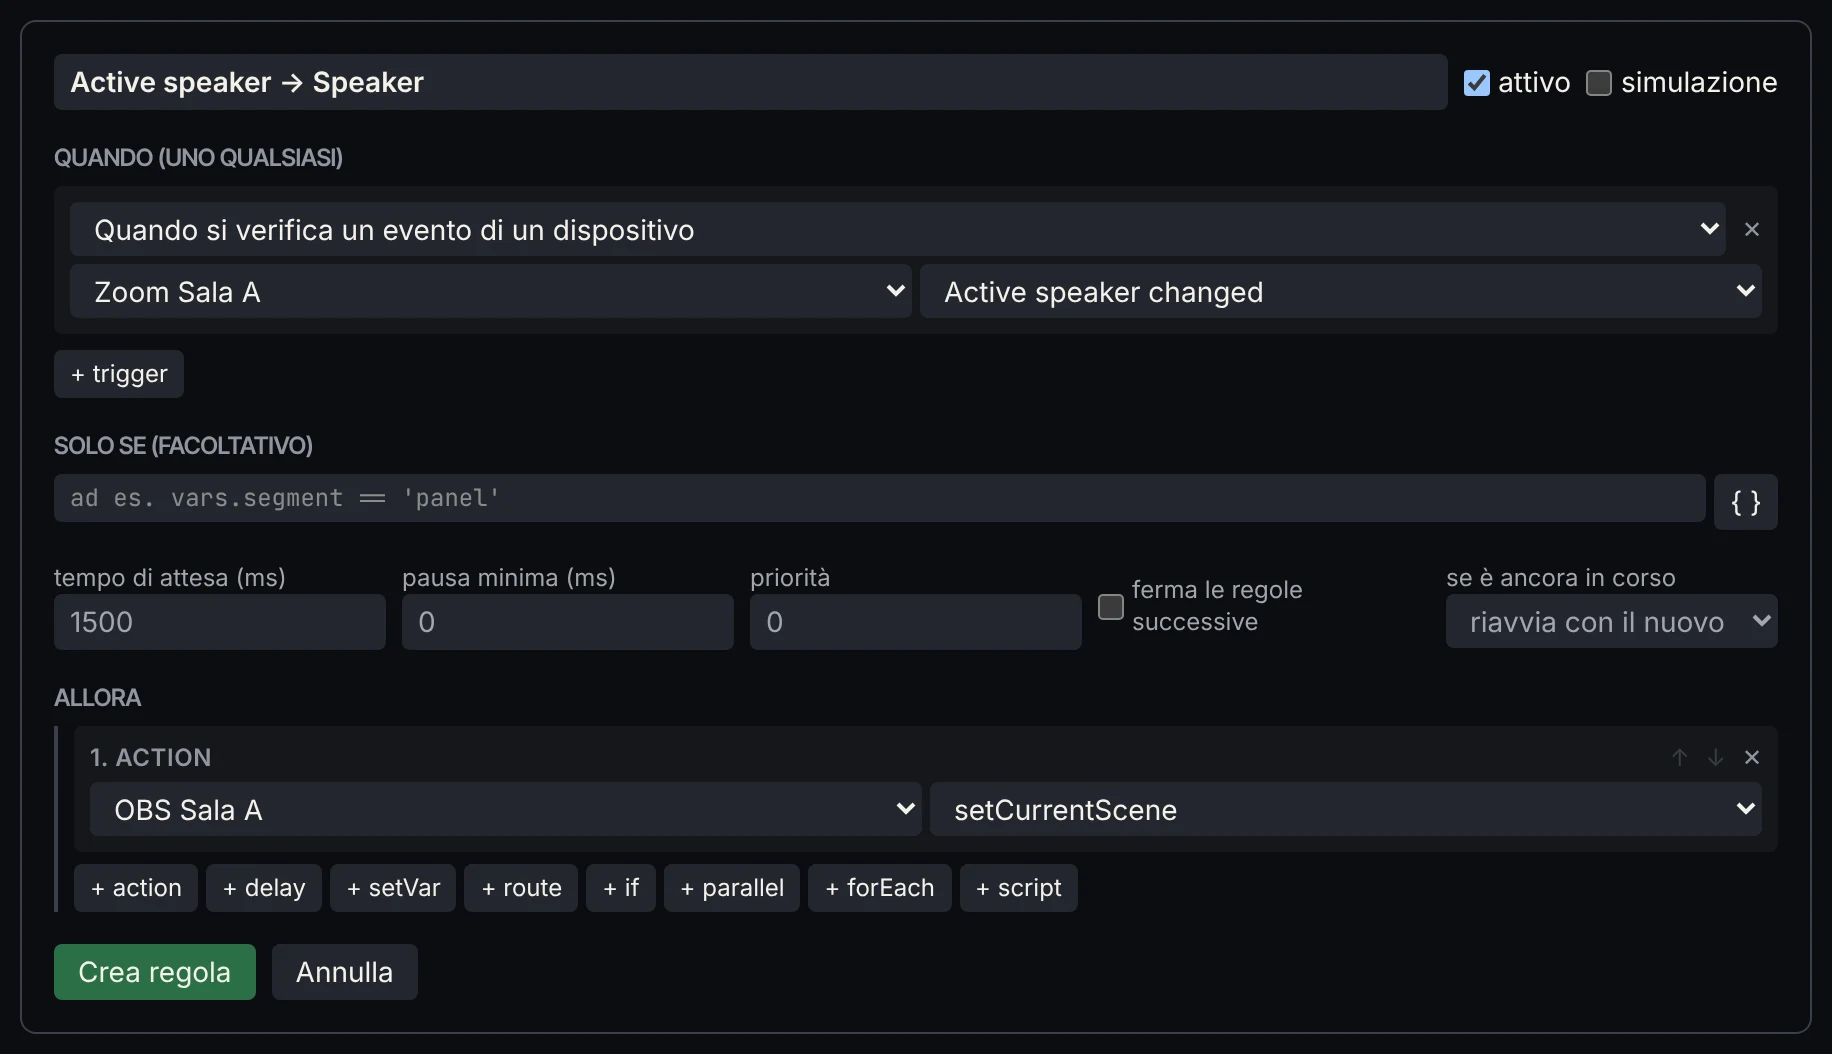 Active speaker → Speaker
attivo
simulazione
QUANDO (UNO QUALSIASI)
Quando si verifica un evento di un dispositivo
×
Zoom Sala A
Active speaker changed
+ trigger
SOLO SE (FACOLTATIVO)
ad es. vars.segment == 'panel'
{ }
tempo di attesa (ms)
pausa minima (ms)
priorità
ferma le regole
successive
se è ancora in corso
1500
0
0
riavvia con il nuovo
ALLORA
1. ACTION
↑ ↓ ×
OBS Sala A
setCurrentScene
+ action
+ delay
+ setVar
+ route
+ if
+ parallel
+ forEach
+ script
Crea regola
Annulla